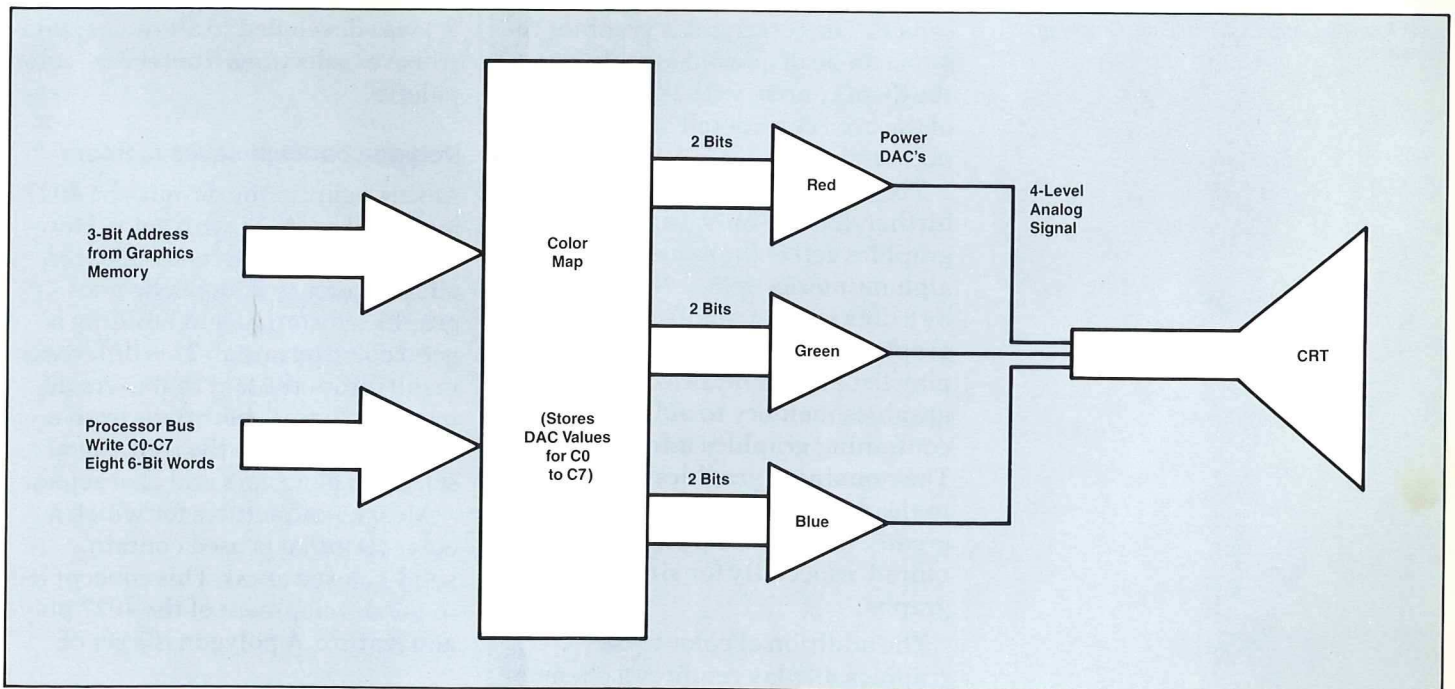 3-Bit Address
from Graphics
Memory
Processor Bus
Write C0-C7
Eight 6-Bit Words
Color
Map
(Stores
DAC Values
for C0
to C7)
2 Bits
Red
Power
DAC's
2 Bits
Green
2 Bits
Blue
4-Level
Analog
Signal
CRT